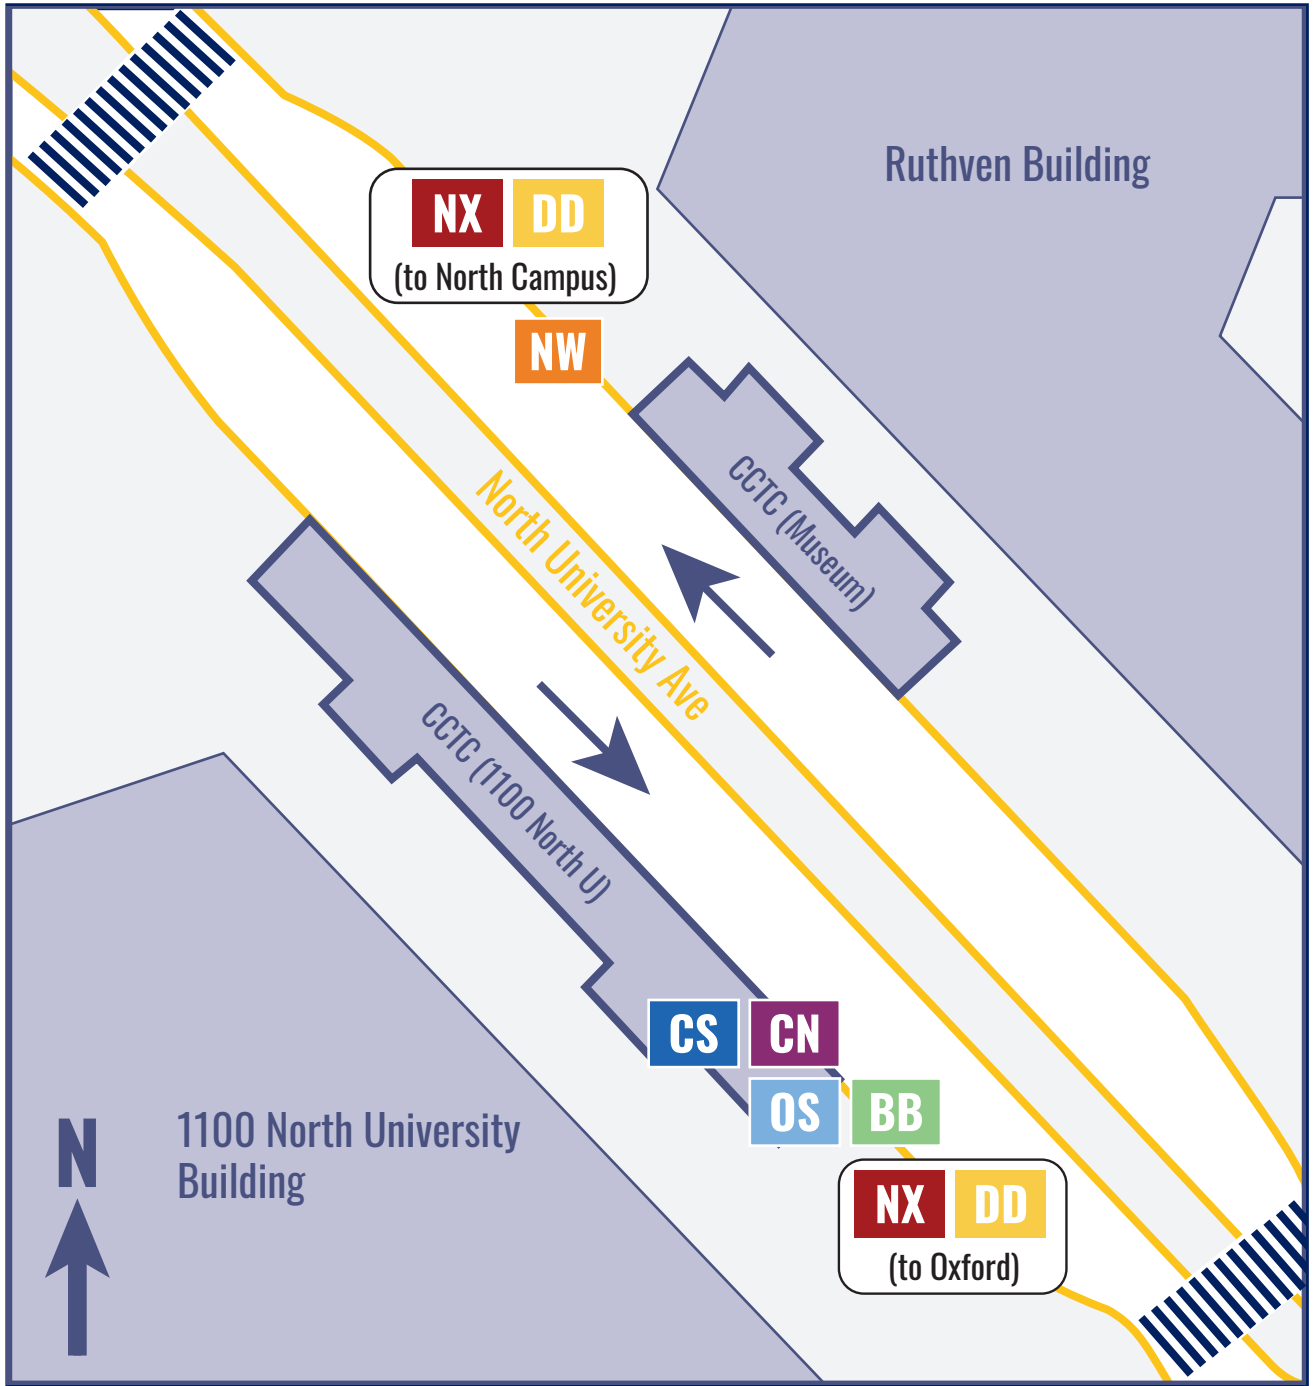 Ruthven Building
NX DD
(to North Campus)
NW
CCTC (Museum)
North University Ave
CCTC (1100 North U)
CS CN
OS BB
N
1100 North University
Building
NX DD
(to Oxford)